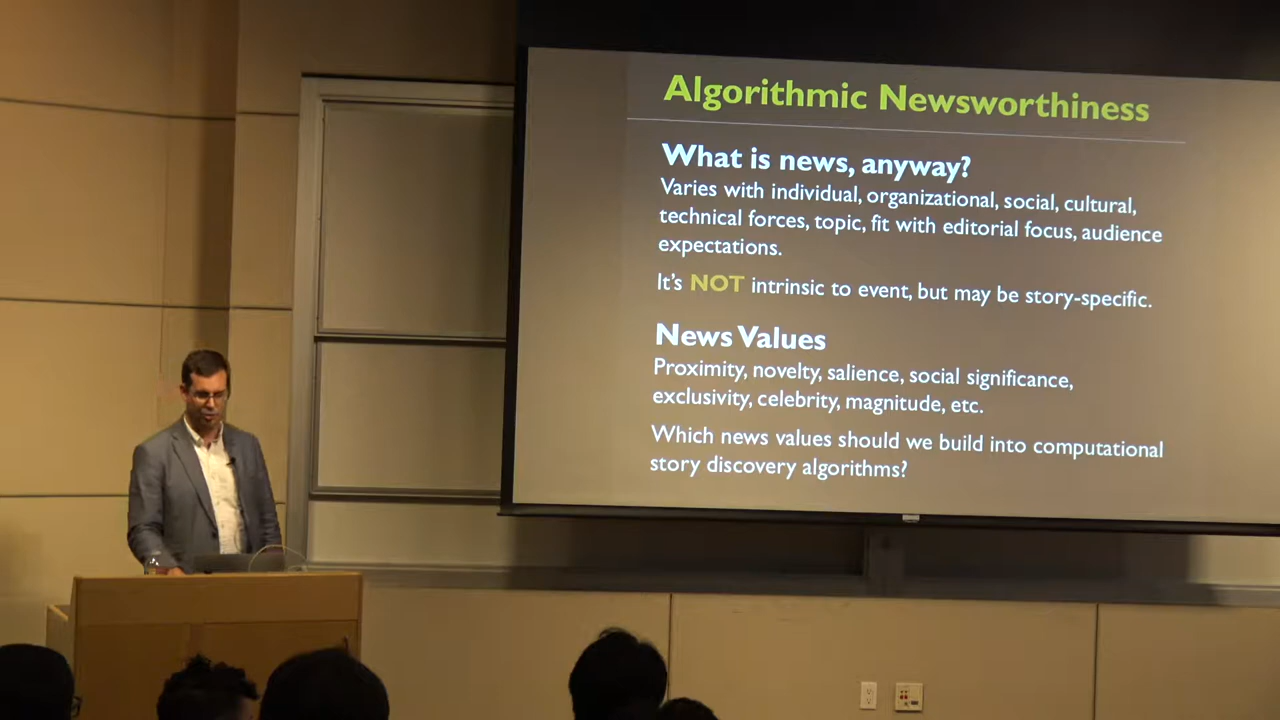 Algorithmic Newsworthiness
What is news, anyway?
Varies with individual, organizational, social, cultural,
technical forces, topic, fit with editorial focus, audience
expectations.
It's NOT intrinsic to event, but may be story-specific.
News Values
Proximity, novelty, salience, social significance,
exclusivity, celebrity, magnitude, etc.
Which news values should we build into computational
story discovery algorithms?